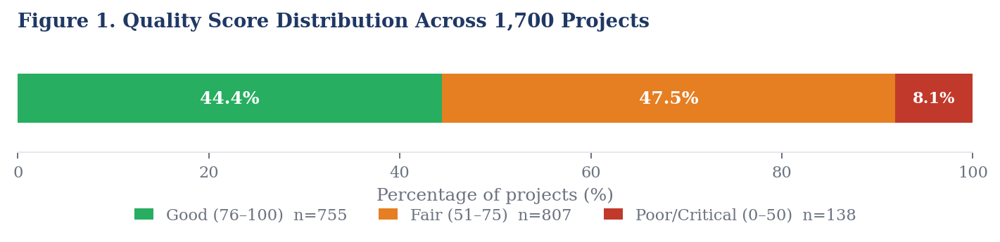 Figure 1. Quality Score Distribution Across 1,700 Projects
44.4% 47.5% 8.1%
0 20 40 60 80 100
Percentage of projects (%)
Good (76–100) n=755 Fair (51–75) n=807 Poor/Critical (0–50) n=138